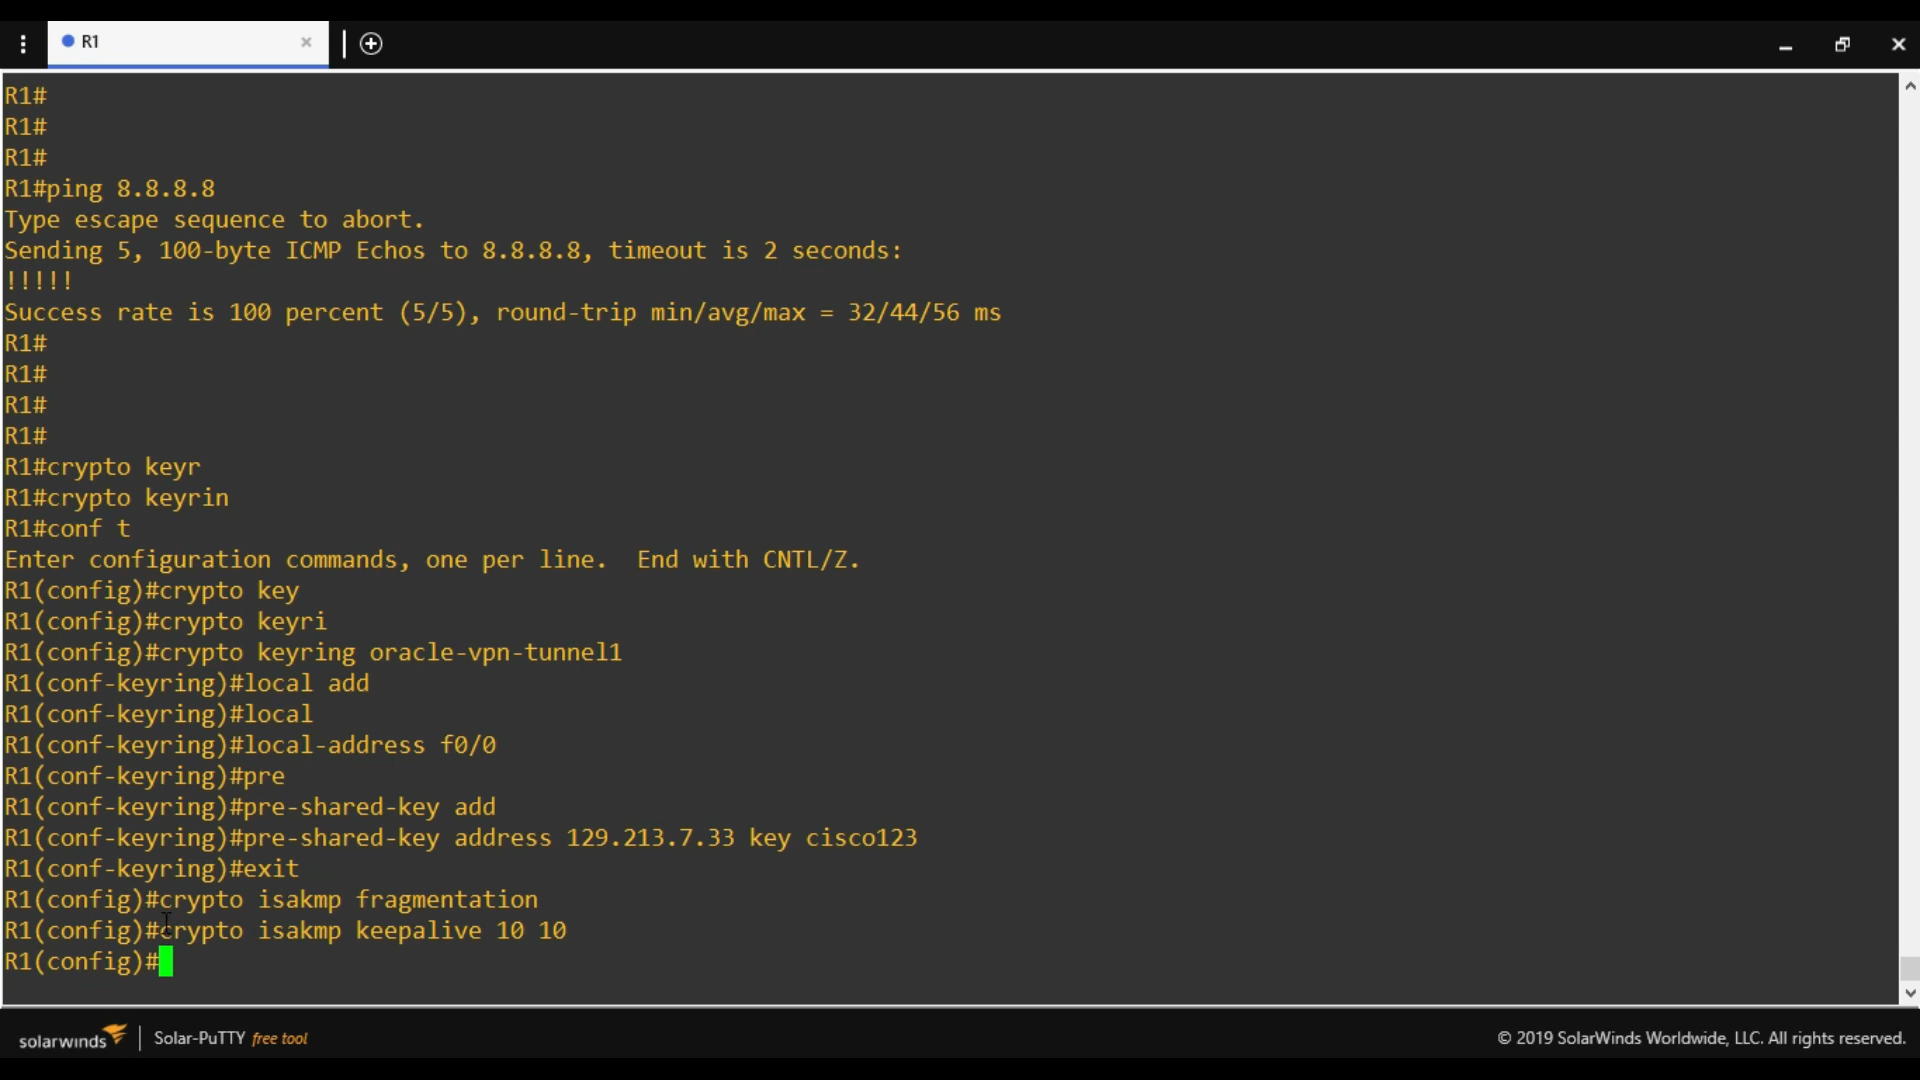 R1
R1#
R1#
R1#
R1#ping 8.8.8.8
Type escape sequence to abort.
Sending 5, 100-byte ICMP Echos to 8.8.8.8, timeout is 2 seconds:
!!!!!
Success rate is 100 percent (5/5), round-trip min/avg/max = 32/44/56 ms
R1#
R1#
R1#
R1#
R1#crypto keyr
R1#crypto keyrin
R1#conf t
Enter configuration commands, one per line.  End with CNTL/Z.
R1(config)#crypto key
R1(config)#crypto keyri
R1(config)#crypto keyring oracle-vpn-tunnel1
R1(conf-keyring)#local add
R1(conf-keyring)#local
R1(conf-keyring)#local-address f0/0
R1(conf-keyring)#pre
R1(conf-keyring)#pre-shared-key add
R1(conf-keyring)#pre-shared-key address 129.213.7.33 key cisco123
R1(conf-keyring)#exit
R1(config)#crypto isakmp fragmentation
R1(config)#crypto isakmp keepalive 10 10
R1(config)#
solarwinds | Solar-PuTTY free tool
© 2019 SolarWinds Worldwide, LLC. All rights reserved.